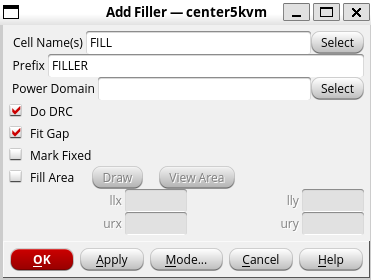 Add Filler — center5kvm
Cell Name(s) FILL Select
Prefix FILLER
Power Domain Select
Do DRC
Fit Gap
Mark Fixed
Fill Area Draw View Area
llx lly
urx ury
OK Apply Mode... Cancel Help